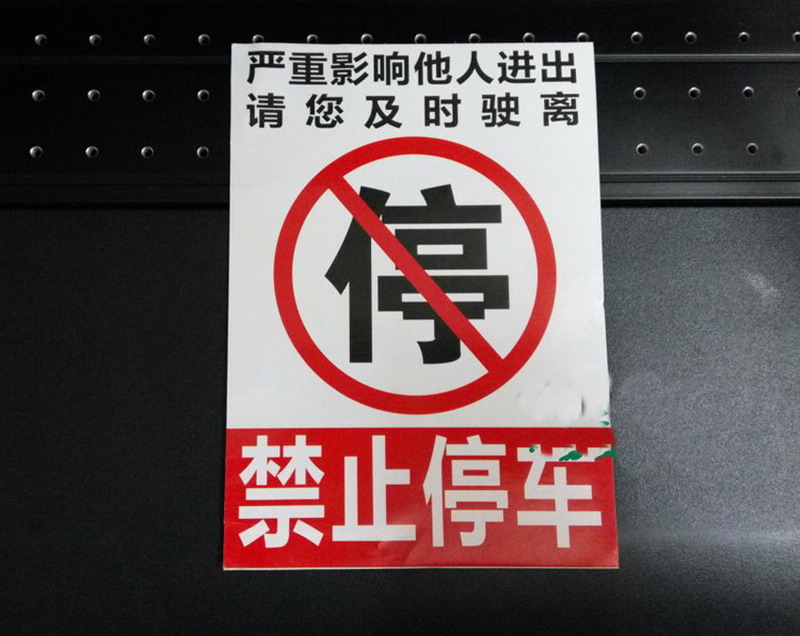 严重影响他人进出
请您及时驶离
停
禁止停车